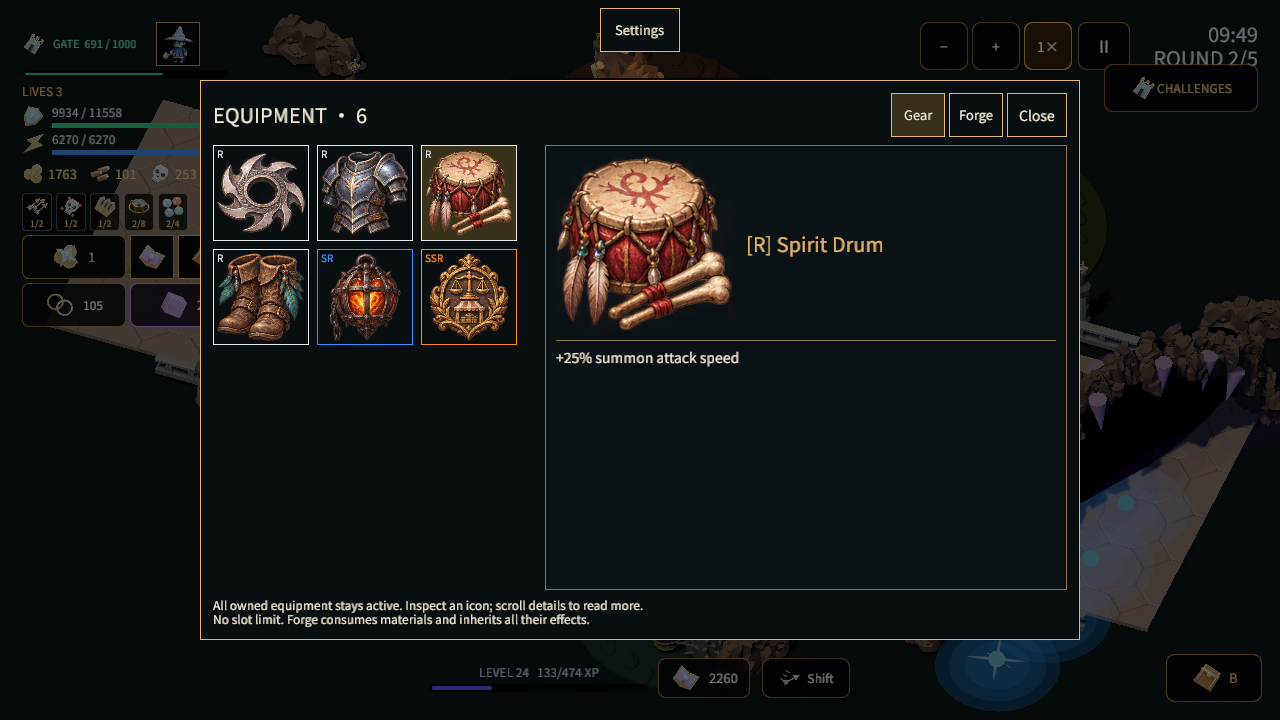 Settings
GATE 691 / 1000
− + 1× II
09:49
ROUND 2/5
CHALLENGES
LIVES 3
9934 / 11558
6270 / 6270
1763 101 253
1/2 1/2 1/2 2/8 2/4
1
105
EQUIPMENT • 6
Gear Forge Close
R R R
R SR SSR
[R] Spirit Drum
+25% summon attack speed
All owned equipment stays active. Inspect an icon; scroll details to read more.
No slot limit. Forge consumes materials and inherits all their effects.
LEVEL 24 133/474 XP
2260
Shift
B